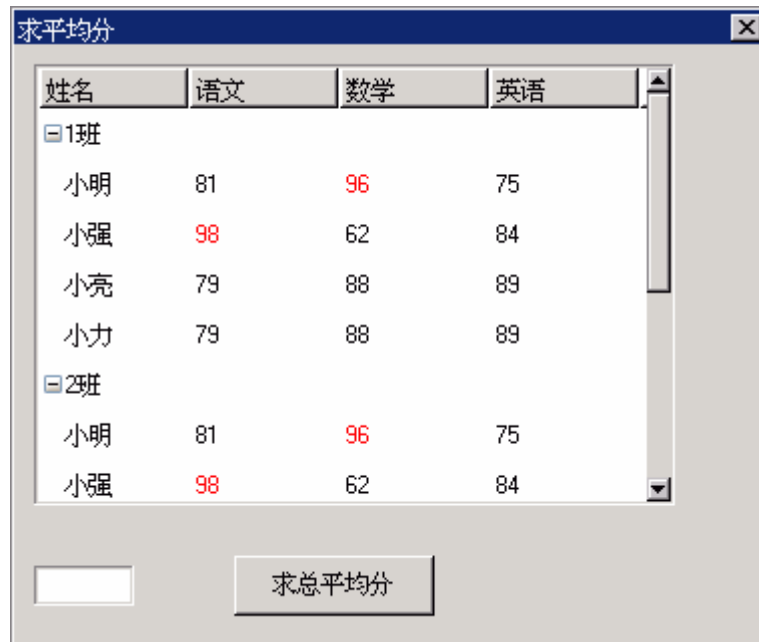 求平均分
姓名 语文 数学 英语
1班
小明 81 96 75
小强 98 62 84
小亮 79 88 89
小力 79 88 89
2班
小明 81 96 75
小强 98 62 84
求总平均分